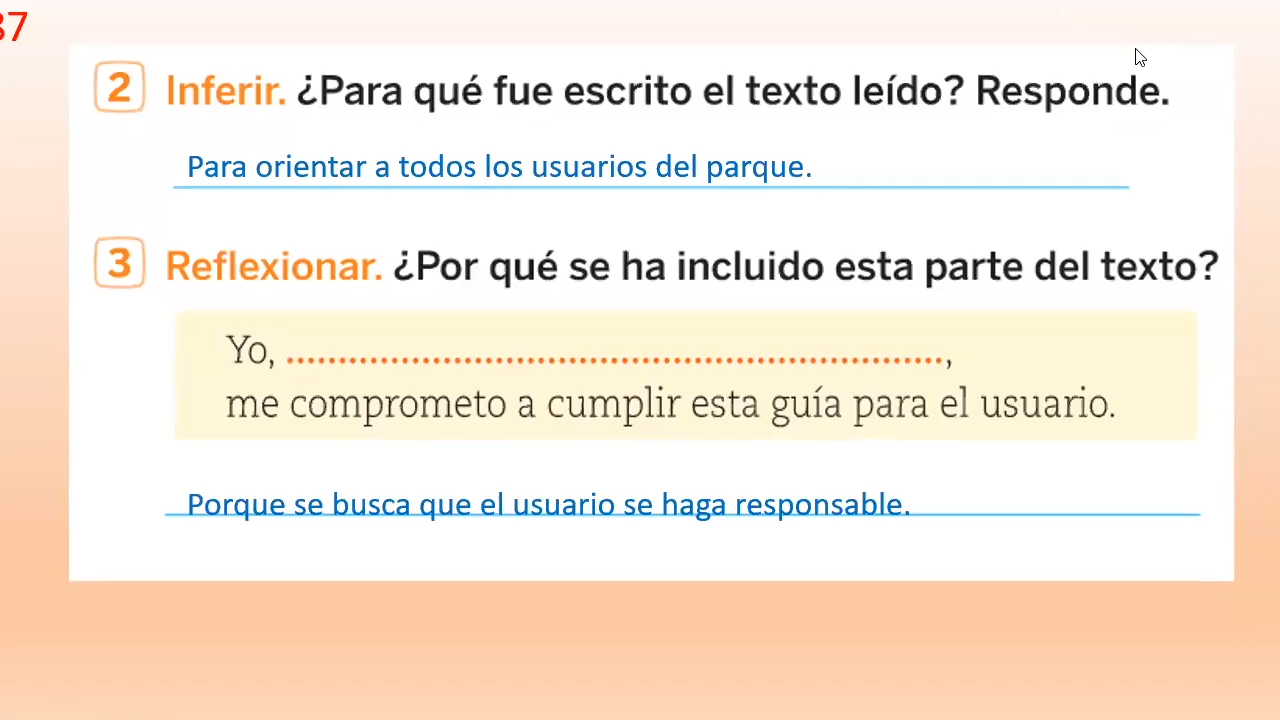 37
2 Inferir. ¿Para qué fue escrito el texto leído? Responde.
Para orientar a todos los usuarios del parque.
3 Reflexionar. ¿Por qué se ha incluido esta parte del texto?
Yo, ................................................................,
me comprometo a cumplir esta guía para el usuario.
Porque se busca que el usuario se haga responsable.